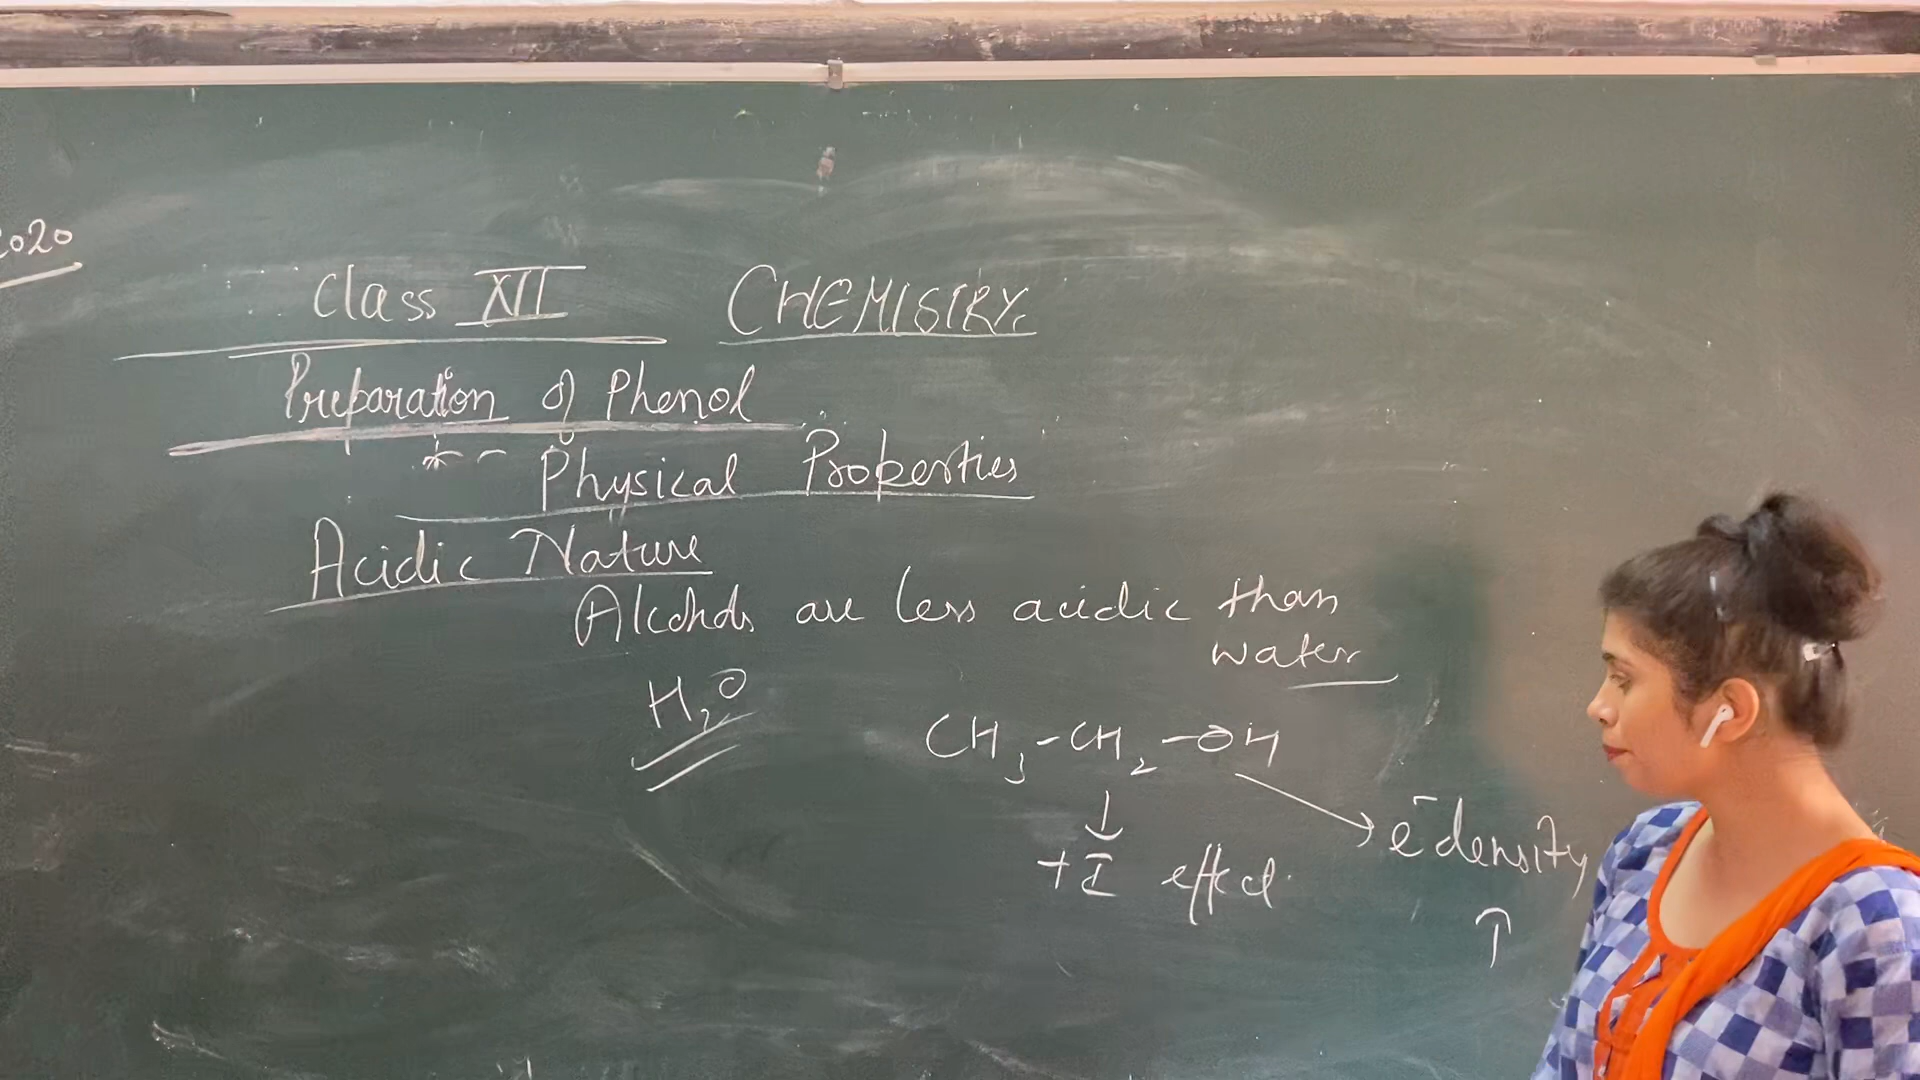 2020
Class XII CHEMISTRY
Preparation of Phenol
Physical Properties
Acidic Nature
Alcohols are less acidic than
water
H₂O
CH₃-CH₂-OH
↓
+I effect
→ e⁻ density
↑